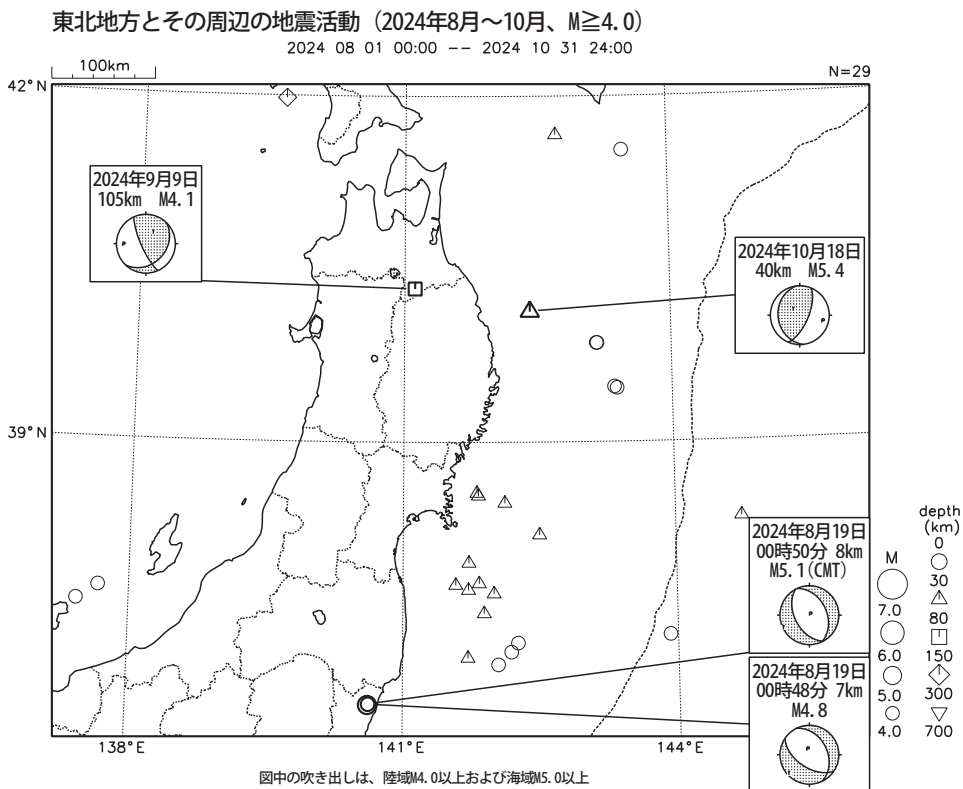 東北地方とその周辺の地震活動（2024年8月～10月、M≧4.0）
2024 08 01 00:00 -- 2024 10 31 24:00
100km
N=29
42°N
2024年9月9日
105km M4.1
2024年10月18日
40km M5.4
39°N
2024年8月19日
00時50分 8km
M5.1(CMT)
2024年8月19日
00時48分 7km
M4.8
M
7.0
6.0
5.0
4.0
depth
(km)
0
30
80
150
300
700
138°E
141°E
144°E
図中の吹き出しは、陸域M4.0以上および海域M5.0以上